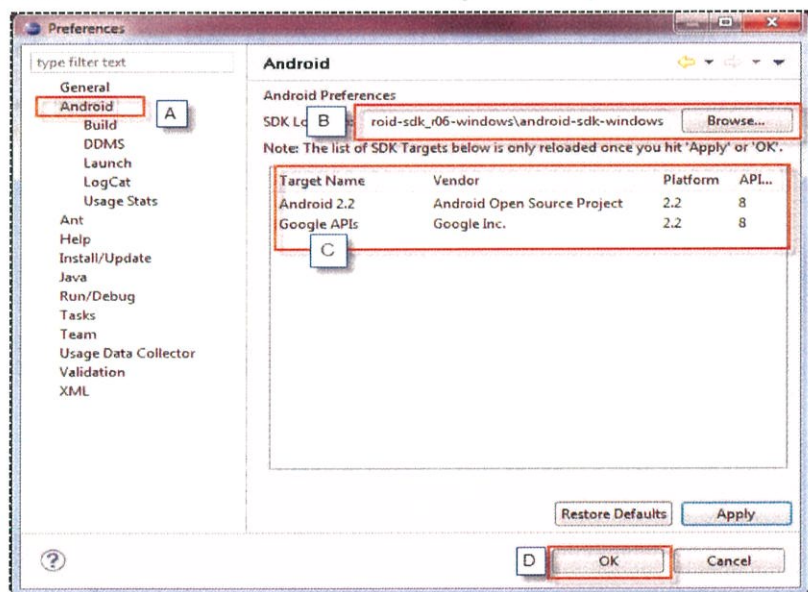 Preferences
type filter text
General
Android
A
Build
DDMS
Launch
LogCat
Usage Stats
Ant
Help
Install/Update
Java
Run/Debug
Tasks
Team
Usage Data Collector
Validation
XML
Android
Android Preferences
SDK Lo B roid-sdk_r06-windows\android-sdk-windows Browse...
Note: The list of SDK Targets below is only reloaded once you hit 'Apply' or 'OK'.
Target Name Vendor Platform API...
Android 2.2 Android Open Source Project 2.2 8
Google APIs Google Inc. 2.2 8
C
Restore Defaults Apply
? D OK Cancel